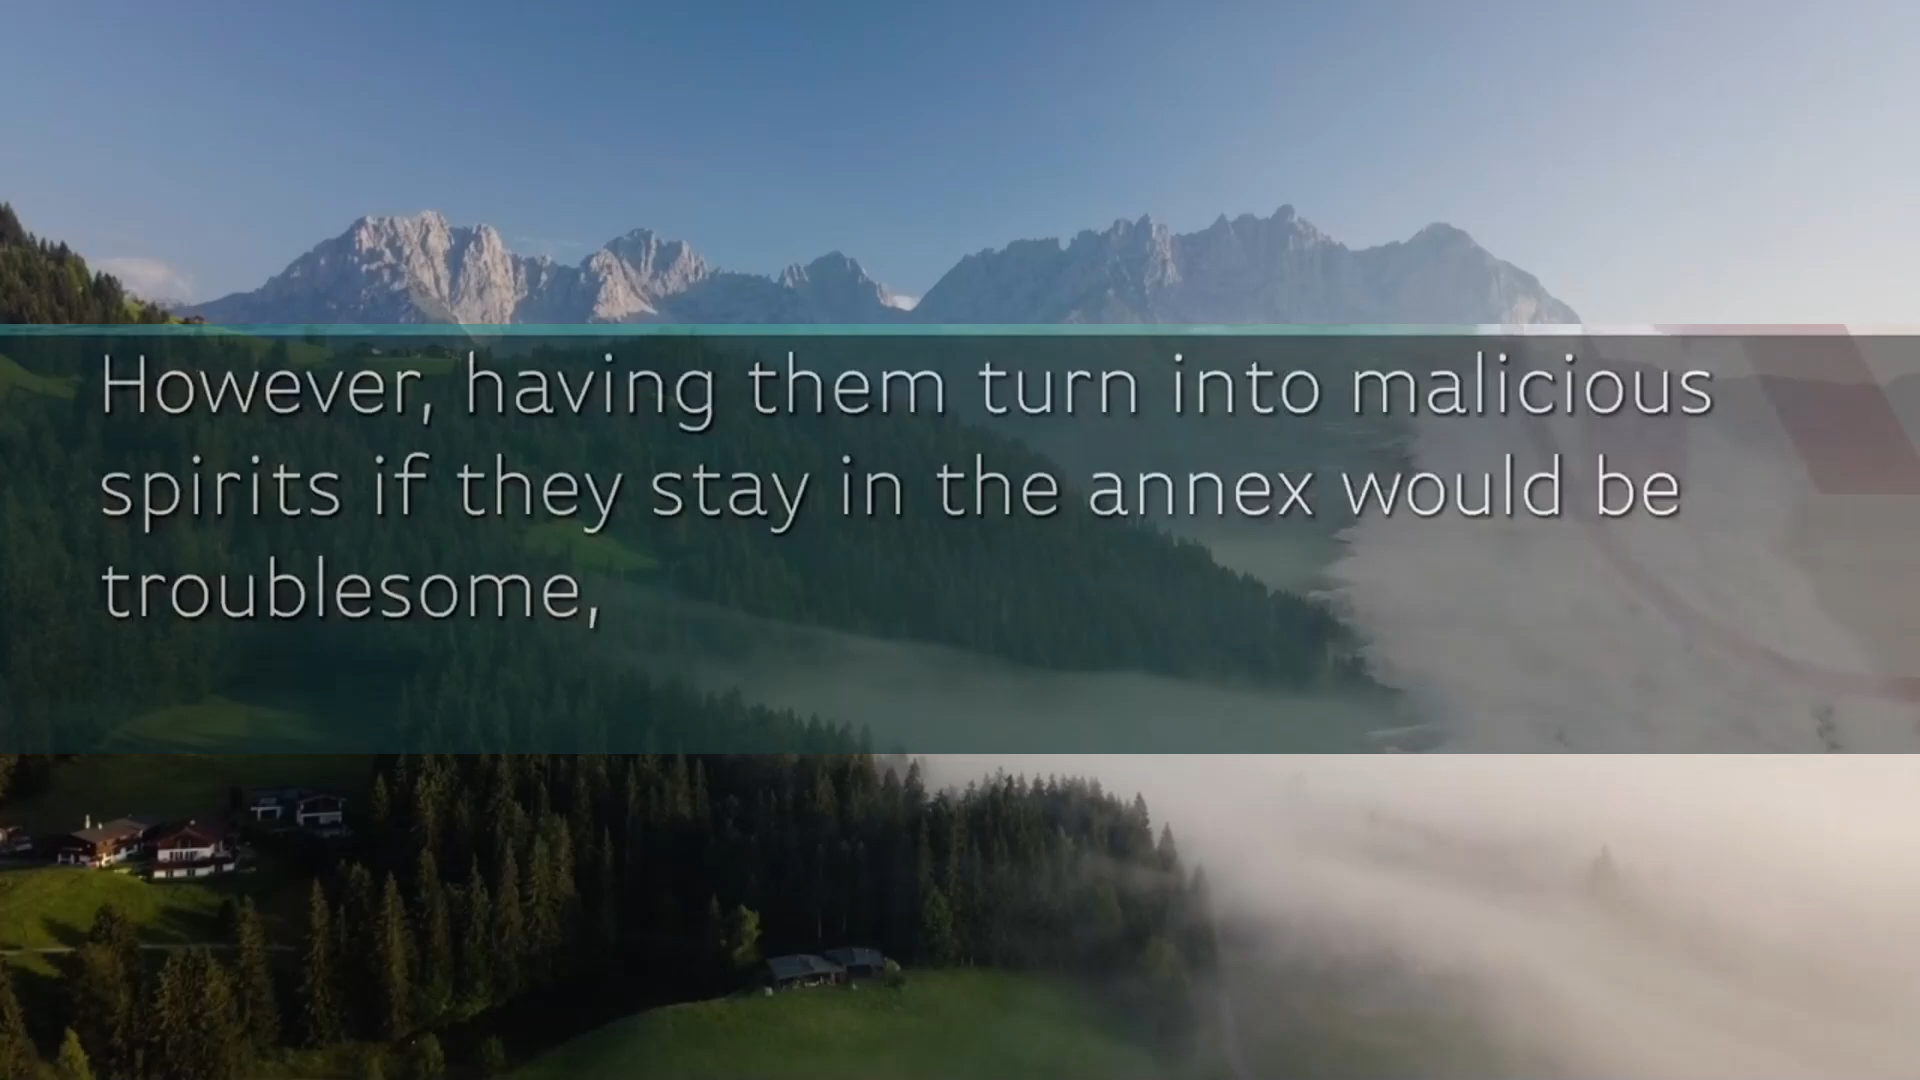 However, having them turn into malicious
spirits if they stay in the annex would be
troublesome,